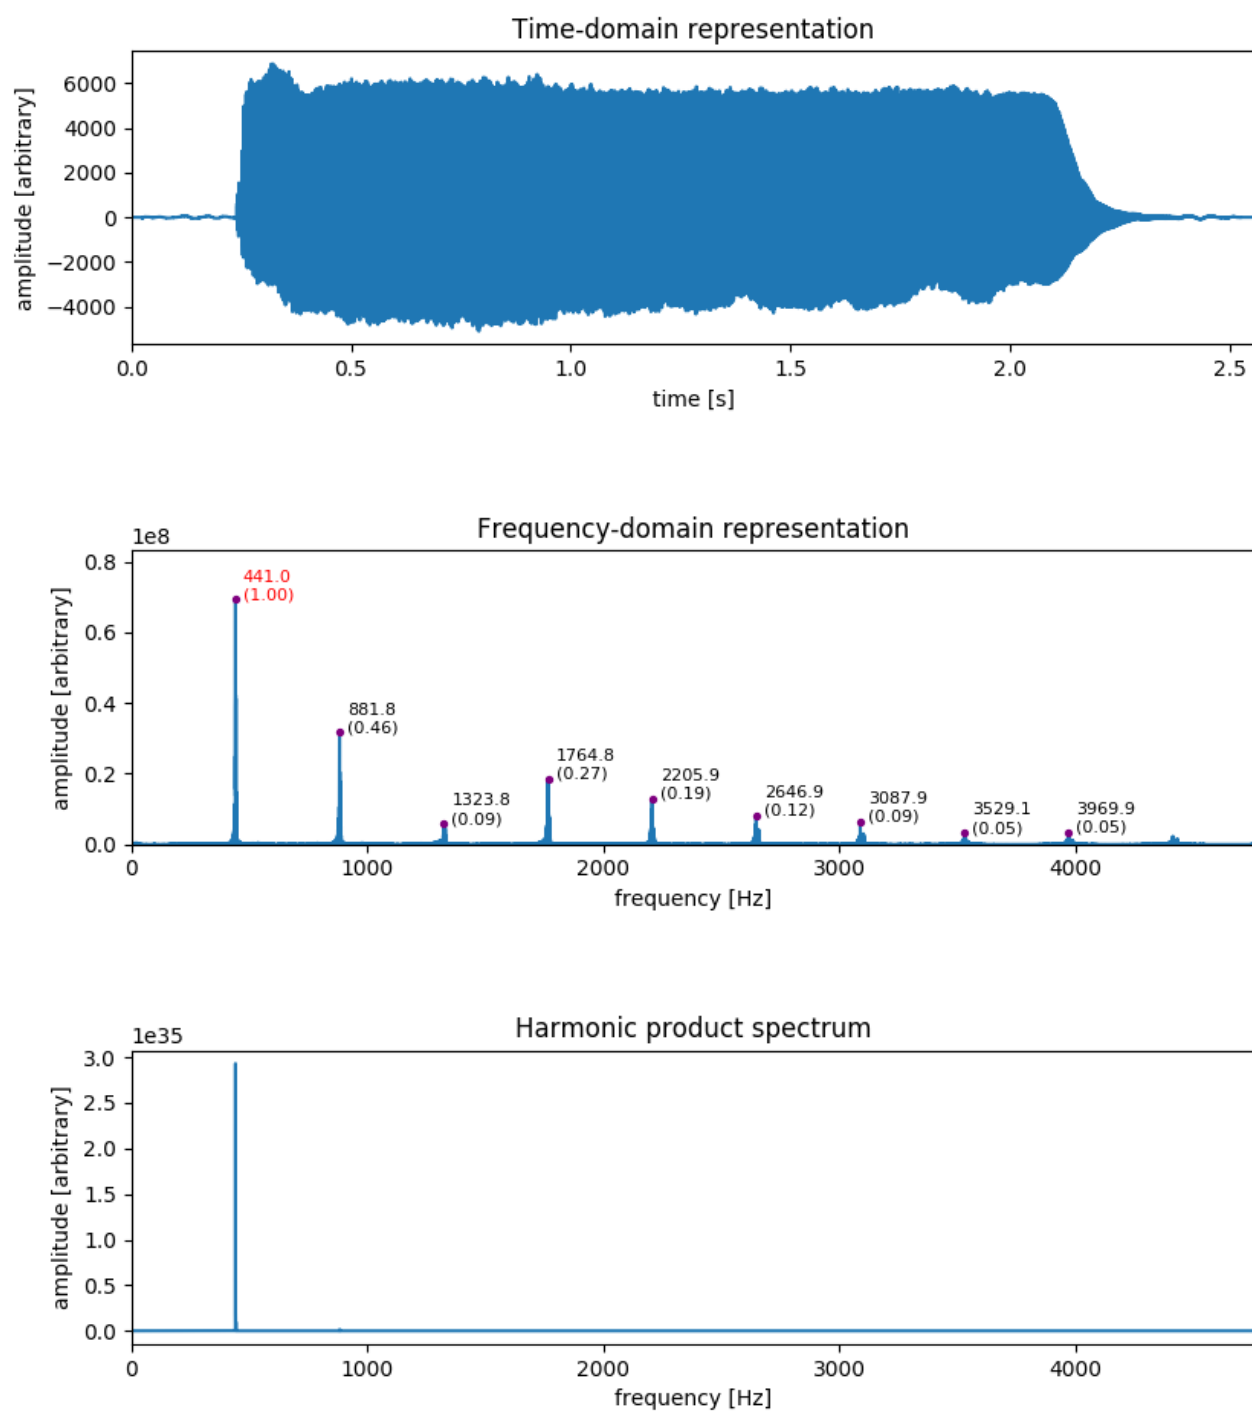 Time-domain representation
amplitude [arbitrary]
6000
4000
2000
0
−2000
−4000
0.0 0.5 1.0 1.5 2.0 2.5
time [s]
Frequency-domain representation
1e8
amplitude [arbitrary]
0.8
0.6
0.4
0.2
0.0
441.0
(1.00)
881.8
(0.46)
1323.8
(0.09)
1764.8
(0.27)
2205.9
(0.19)
2646.9
(0.12)
3087.9
(0.09)
3529.1
(0.05)
3969.9
(0.05)
0 1000 2000 3000 4000
frequency [Hz]
Harmonic product spectrum
1e35
amplitude [arbitrary]
3.0
2.5
2.0
1.5
1.0
0.5
0.0
0 1000 2000 3000 4000
frequency [Hz]